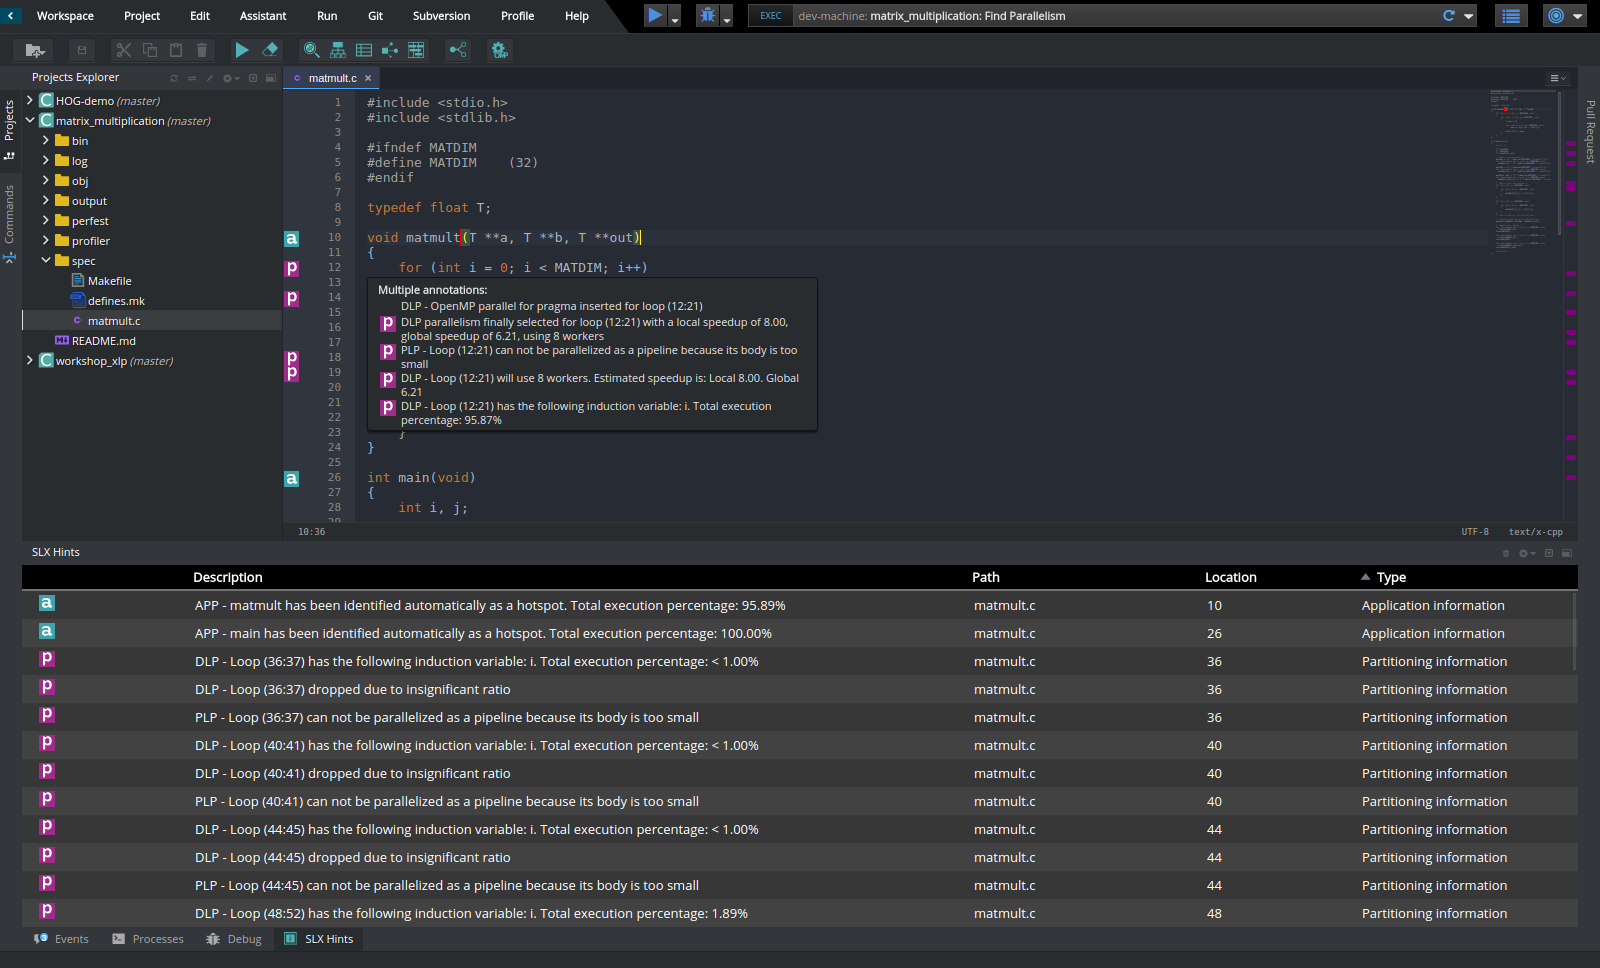 Workspace Project Edit Assistant Run Git Subversion Profile Help
EXEC dev-machine: matrix_multiplication: Find Parallelism
Projects Explorer
matmult.c ×
Projects
Commands
Pull Request
HOG-demo (master)
matrix_multiplication (master)
bin
log
obj
output
perfest
profiler
spec
Makefile
defines.mk
matmult.c
README.md
workshop_xlp (master)
1 #include <stdio.h>
2 #include <stdlib.h>
3
4 #ifndef MATDIM
5 #define MATDIM    (32)
6 #endif
7
8 typedef float T;
9
a 10 void matmult(T **a, T **b, T **out)
11 {
p 12     for (int i = 0; i < MATDIM; i++)
13
p 14
15
16
17
p 18
p 19
20
21
22
23     }
24 }
25
a 26 int main(void)
27 {
28     int i, j;
29
Multiple annotations:
DLP - OpenMP parallel for pragma inserted for loop (12:21)
p DLP parallelism finally selected for loop (12:21) with a local speedup of 8.00,
global speedup of 6.21, using 8 workers
p PLP - Loop (12:21) can not be parallelized as a pipeline because its body is too
small
p DLP - Loop (12:21) will use 8 workers. Estimated speedup is: Local 8.00. Global
6.21
p DLP - Loop (12:21) has the following induction variable: i. Total execution
percentage: 95.87%
10:36 UTF-8 text/x-cpp
SLX Hints
Description Path Location Type
a APP - matmult has been identified automatically as a hotspot. Total execution percentage: 95.89% matmult.c 10 Application information
a APP - main has been identified automatically as a hotspot. Total execution percentage: 100.00% matmult.c 26 Application information
p DLP - Loop (36:37) has the following induction variable: i. Total execution percentage: < 1.00% matmult.c 36 Partitioning information
p DLP - Loop (36:37) dropped due to insignificant ratio matmult.c 36 Partitioning information
p PLP - Loop (36:37) can not be parallelized as a pipeline because its body is too small matmult.c 36 Partitioning information
p DLP - Loop (40:41) has the following induction variable: i. Total execution percentage: < 1.00% matmult.c 40 Partitioning information
p DLP - Loop (40:41) dropped due to insignificant ratio matmult.c 40 Partitioning information
p PLP - Loop (40:41) can not be parallelized as a pipeline because its body is too small matmult.c 40 Partitioning information
p DLP - Loop (44:45) has the following induction variable: i. Total execution percentage: < 1.00% matmult.c 44 Partitioning information
p DLP - Loop (44:45) dropped due to insignificant ratio matmult.c 44 Partitioning information
p PLP - Loop (44:45) can not be parallelized as a pipeline because its body is too small matmult.c 44 Partitioning information
p DLP - Loop (48:52) has the following induction variable: i. Total execution percentage: 1.89% matmult.c 48 Partitioning information
Events Processes Debug SLX Hints